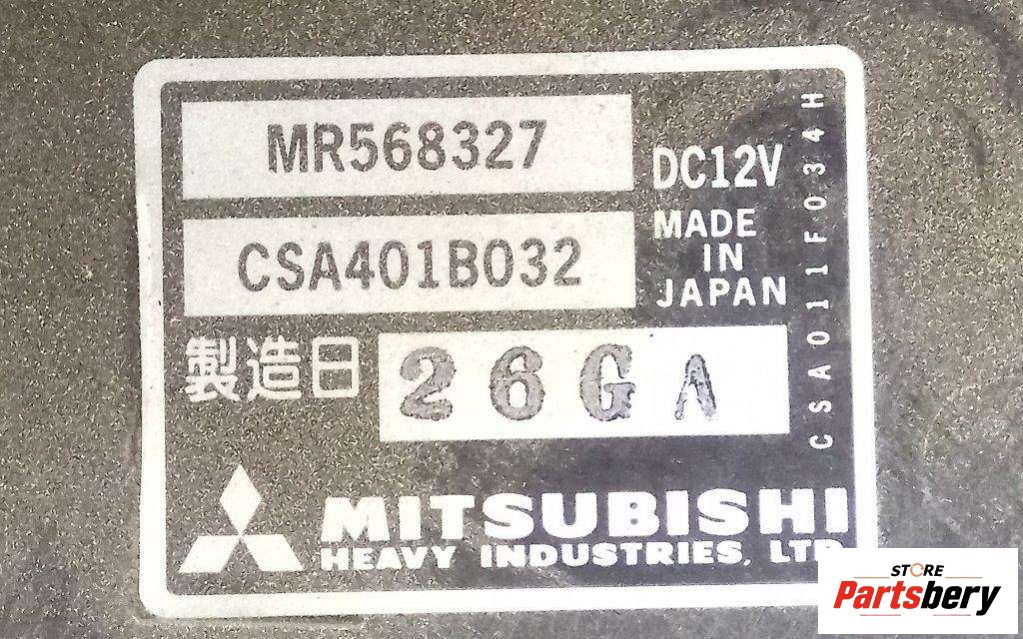 MR568327
DC12V
CSA401B032
MADE
IN
JAPAN
製造日 26GA
MITSUBISHI
HEAVY INDUSTRIES, LTD.
CSA011F034H
STORE
Partsbery